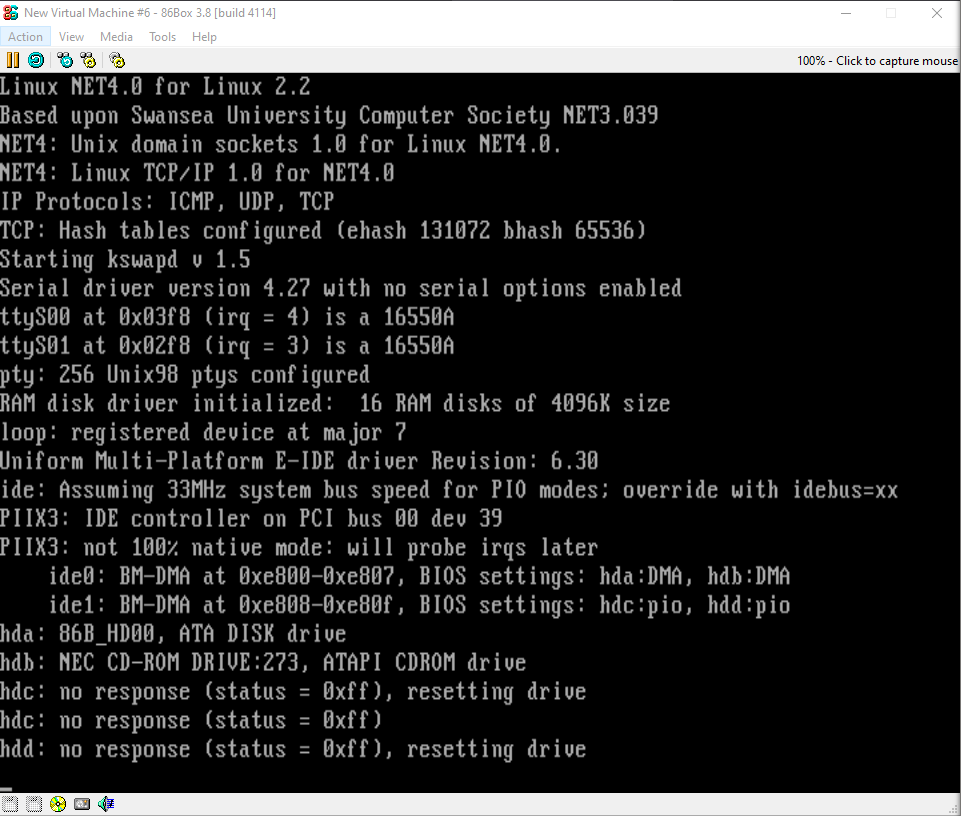 New Virtual Machine #6 - 86Box 3.8 [build 4114]
Action View Media Tools Help
100% - Click to capture mouse
Linux NET4.0 for Linux 2.2
Based upon Swansea University Computer Society NET3.039
NET4: Unix domain sockets 1.0 for Linux NET4.0.
NET4: Linux TCP/IP 1.0 for NET4.0
IP Protocols: ICMP, UDP, TCP
TCP: Hash tables configured (ehash 131072 bhash 65536)
Starting kswapd v 1.5
Serial driver version 4.27 with no serial options enabled
ttyS00 at 0x03f8 (irq = 4) is a 16550A
ttyS01 at 0x02f8 (irq = 3) is a 16550A
pty: 256 Unix98 ptys configured
RAM disk driver initialized:  16 RAM disks of 4096K size
loop: registered device at major 7
Uniform Multi-Platform E-IDE driver Revision: 6.30
ide: Assuming 33MHz system bus speed for PIO modes; override with idebus=xx
PIIX3: IDE controller on PCI bus 00 dev 39
PIIX3: not 100% native mode: will probe irqs later
    ide0: BM-DMA at 0xe800-0xe807, BIOS settings: hda:DMA, hdb:DMA
    ide1: BM-DMA at 0xe808-0xe80f, BIOS settings: hdc:pio, hdd:pio
hda: 86B_HD00, ATA DISK drive
hdb: NEC CD-ROM DRIVE:273, ATAPI CDROM drive
hdc: no response (status = 0xff), resetting drive
hdc: no response (status = 0xff)
hdd: no response (status = 0xff), resetting drive